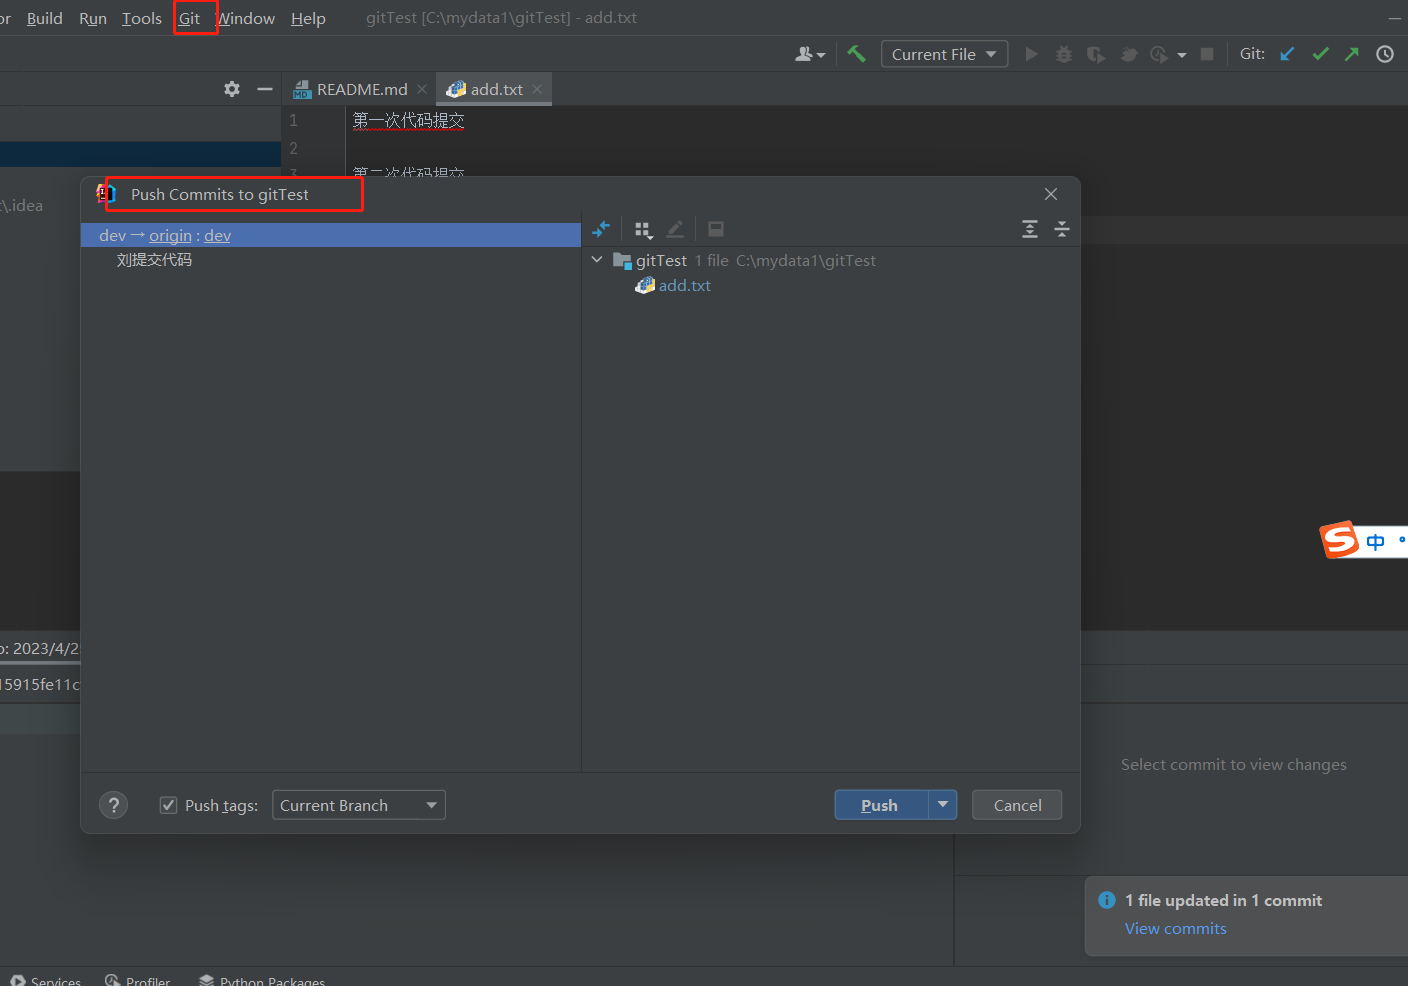 or Build Run Tools Git Window Help gitTest [C:\mydata1\gitTest] - add.txt
Current File Git:
README.md add.txt
1 第一次代码提交
2
3 第二次代码提交
\.idea
Push Commits to gitTest
dev → origin : dev
刘提交代码
gitTest 1 file C:\mydata1\gitTest
add.txt
中
o: 2023/4/2
15915fe11c
Select commit to view changes
? Push tags: Current Branch Push Cancel
1 file updated in 1 commit
View commits
Services Profiler Python Packages